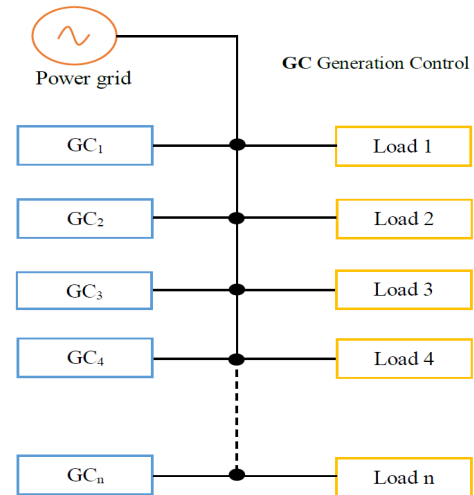 Power grid
GC Generation Control
GC₁
Load 1
GC₂
Load 2
GC₃
Load 3
GC₄
Load 4
GCₙ
Load n